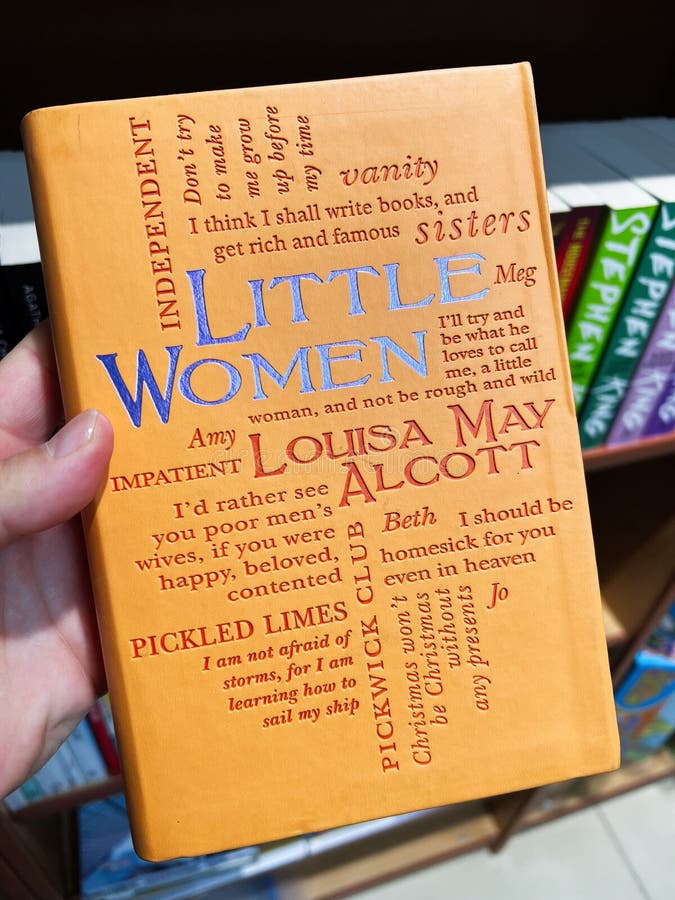 INDEPENDENT
Don't try
to make
me grow
up before
my time
vanity
I think I shall write books, and
get rich and famous
sisters
LITTLE
WOMEN
Meg
I'll try and
be what he
loves to call
me, a little
woman, and not be rough and wild
Amy
IMPATIENT
LOUISA MAY
ALCOTT
I'd rather see
you poor men's
wives, if you were
happy, beloved,
contented
Beth
I should be
homesick for you
even in heaven
PICKWICK CLUB
Jo
PICKLED LIMES
I am not afraid of
storms, for I am
learning how to
sail my ship
Christmas won't
be Christmas
without
any presents
STEPHEN KING
STEPHEN KING
KING
AGAT